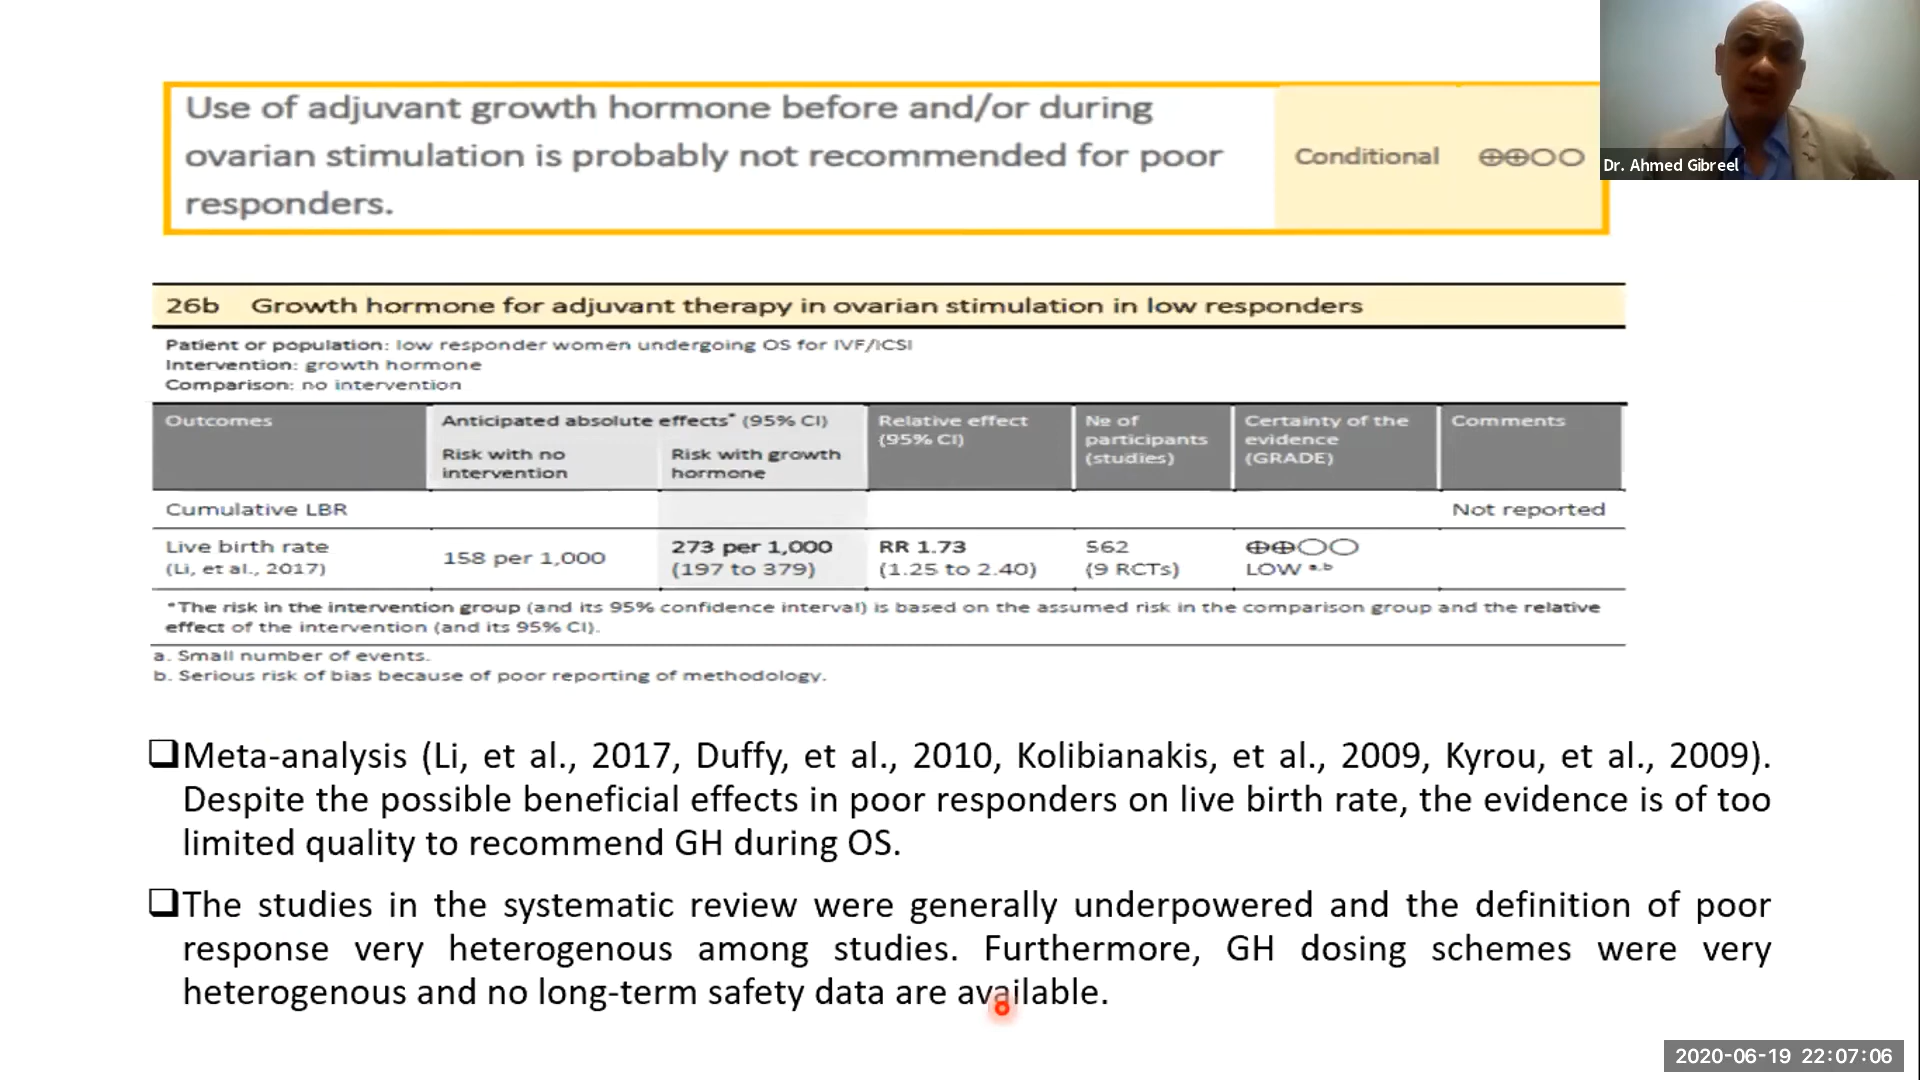 Use of adjuvant growth hormone before and/or during
ovarian stimulation is probably not recommended for poor
responders.
Conditional ⊕⊕○○
Dr. Ahmed Gibreel
26b Growth hormone for adjuvant therapy in ovarian stimulation in low responders
Patient or population: low responder women undergoing OS for IVF/ICSI
Intervention: growth hormone
Comparison: no intervention
Outcomes
Anticipated absolute effects* (95% CI)
Risk with no
intervention
Risk with growth
hormone
Relative effect
(95% CI)
№ of
participants
(studies)
Certainty of the
evidence
(GRADE)
Comments
Cumulative LBR
Not reported
Live birth rate
(Li, et al., 2017)
158 per 1,000
273 per 1,000
(197 to 379)
RR 1.73
(1.25 to 2.40)
562
(9 RCTs)
⊕⊕○○
LOW a,b
*The risk in the intervention group (and its 95% confidence interval) is based on the assumed risk in the comparison group and the relative
effect of the intervention (and its 95% CI).
a. Small number of events.
b. Serious risk of bias because of poor reporting of methodology.
❑Meta-analysis (Li, et al., 2017, Duffy, et al., 2010, Kolibianakis, et al., 2009, Kyrou, et al., 2009).
Despite the possible beneficial effects in poor responders on live birth rate, the evidence is of too
limited quality to recommend GH during OS.
❑The studies in the systematic review were generally underpowered and the definition of poor
response very heterogenous among studies. Furthermore, GH dosing schemes were very
heterogenous and no long-term safety data are available.
2020-06-19 22:07:06